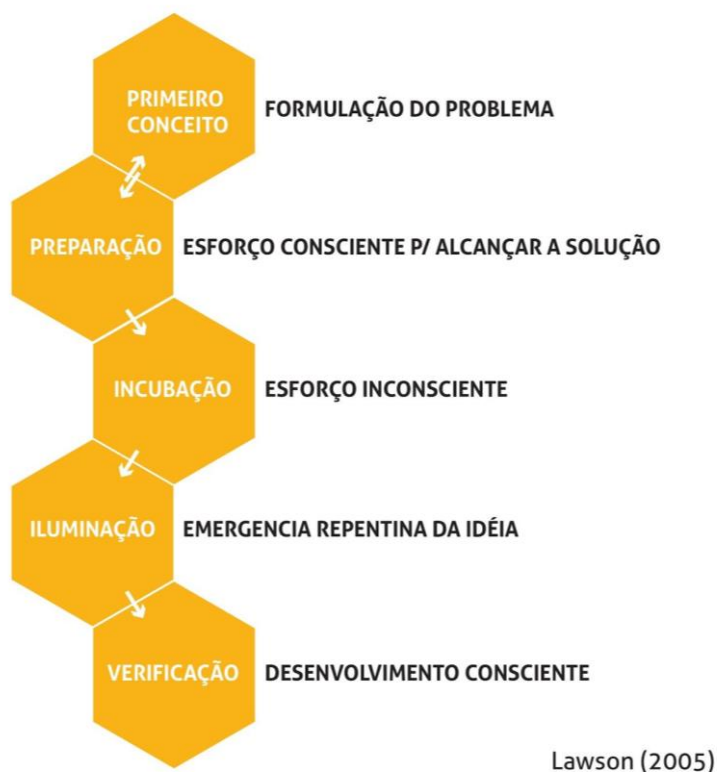 PRIMEIRO
CONCEITO
FORMULAÇÃO DO PROBLEMA
PREPARAÇÃO
ESFORÇO CONSCIENTE P/ ALCANÇAR A SOLUÇÃO
INCUBAÇÃO
ESFORÇO INCONSCIENTE
ILUMINAÇÃO
EMERGENCIA REPENTINA DA IDÉIA
VERIFICAÇÃO
DESENVOLVIMENTO CONSCIENTE
Lawson (2005)